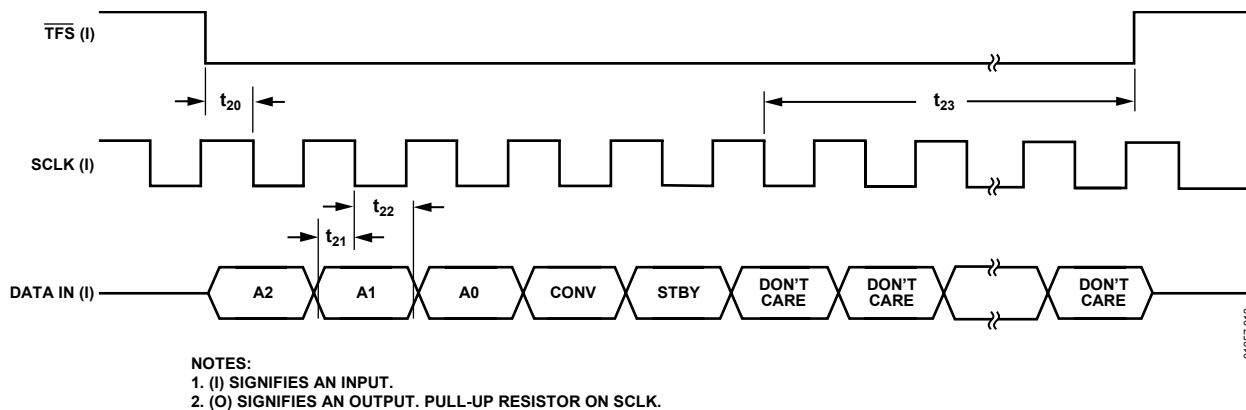 TFS (I)
t20
t23
SCLK (I)
t22
t21
DATA IN (I)
A2
A1
A0
CONV
STBY
DON'T
CARE
DON'T
CARE
DON'T
CARE
NOTES:
1. (I) SIGNIFIES AN INPUT.
2. (O) SIGNIFIES AN OUTPUT. PULL-UP RESISTOR ON SCLK.